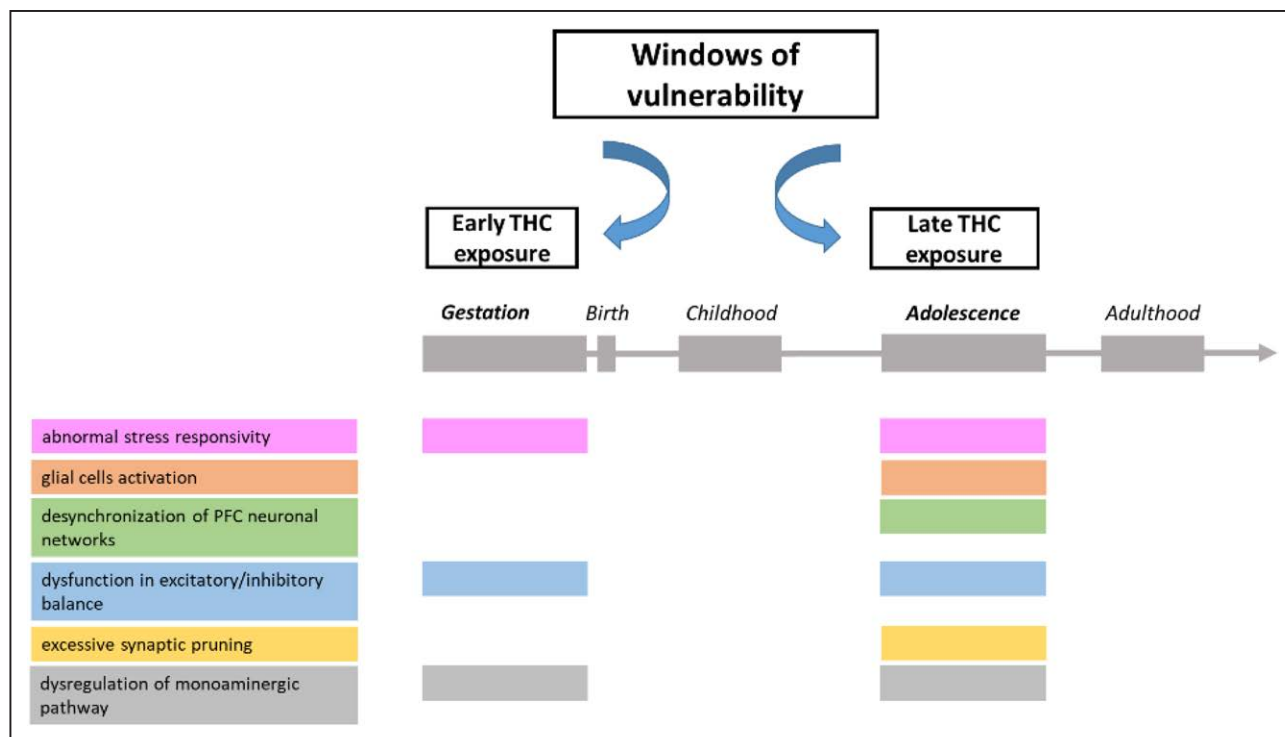 Windows of
vulnerability
Early THC
exposure
Late THC
exposure
Gestation
Birth
Childhood
Adolescence
Adulthood
abnormal stress responsivity
glial cells activation
desynchronization of PFC neuronal
networks
dysfunction in excitatory/inhibitory
balance
excessive synaptic pruning
dysregulation of monoaminergic
pathway